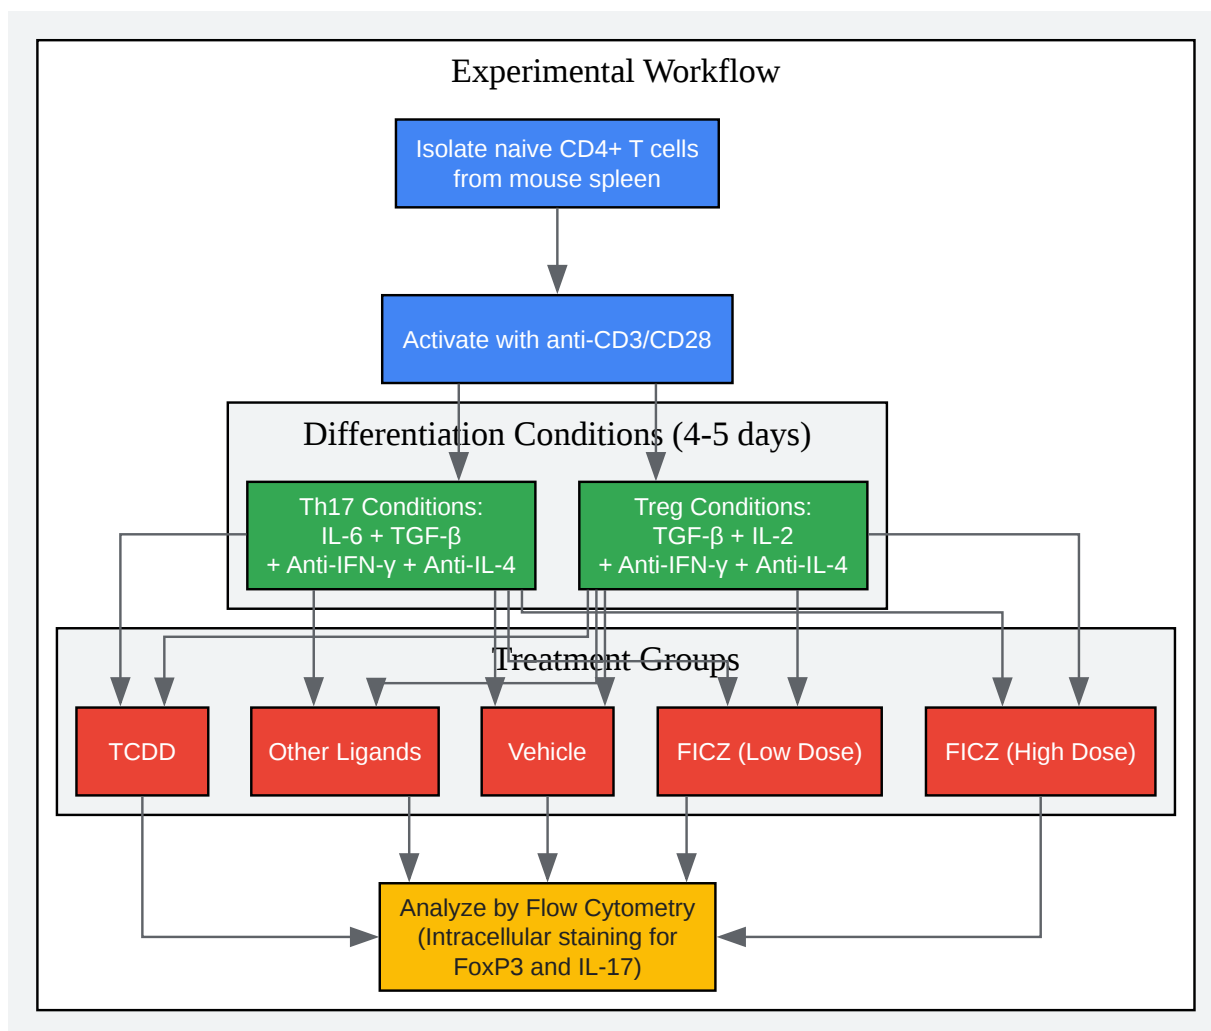 Experimental Workflow
Isolate naive CD4+ T cells
from mouse spleen
Activate with anti-CD3/CD28
Differentiation Conditions (4-5 days)
Th17 Conditions:
IL-6 + TGF-β
+ Anti-IFN-γ + Anti-IL-4
Treg Conditions:
TGF-β + IL-2
+ Anti-IFN-γ + Anti-IL-4
Treatment Groups
TCDD
Other Ligands
Vehicle
FICZ (Low Dose)
FICZ (High Dose)
Analyze by Flow Cytometry
(Intracellular staining for
FoxP3 and IL-17)